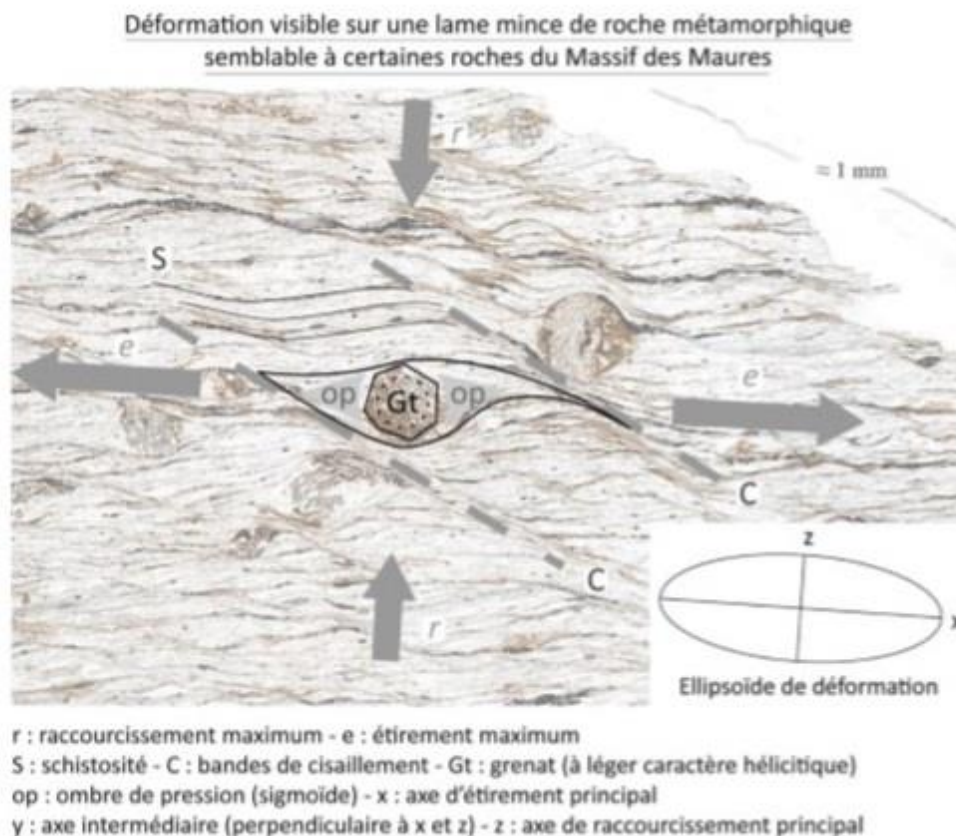 Déformation visible sur une lame mince de roche métamorphique
semblable à certaines roches du Massif des Maures
r
≈ 1 mm
S
e
op
Gt
op
e
C
C
r
z
x
Ellipsoïde de déformation
r : raccourcissement maximum - e : étirement maximum
S : schistosité - C : bandes de cisaillement - Gt : grenat (à léger caractère hélicitique)
op : ombre de pression (sigmoïde) - x : axe d'étirement principal
y : axe intermédiaire (perpendiculaire à x et z) - z : axe de raccourcissement principal